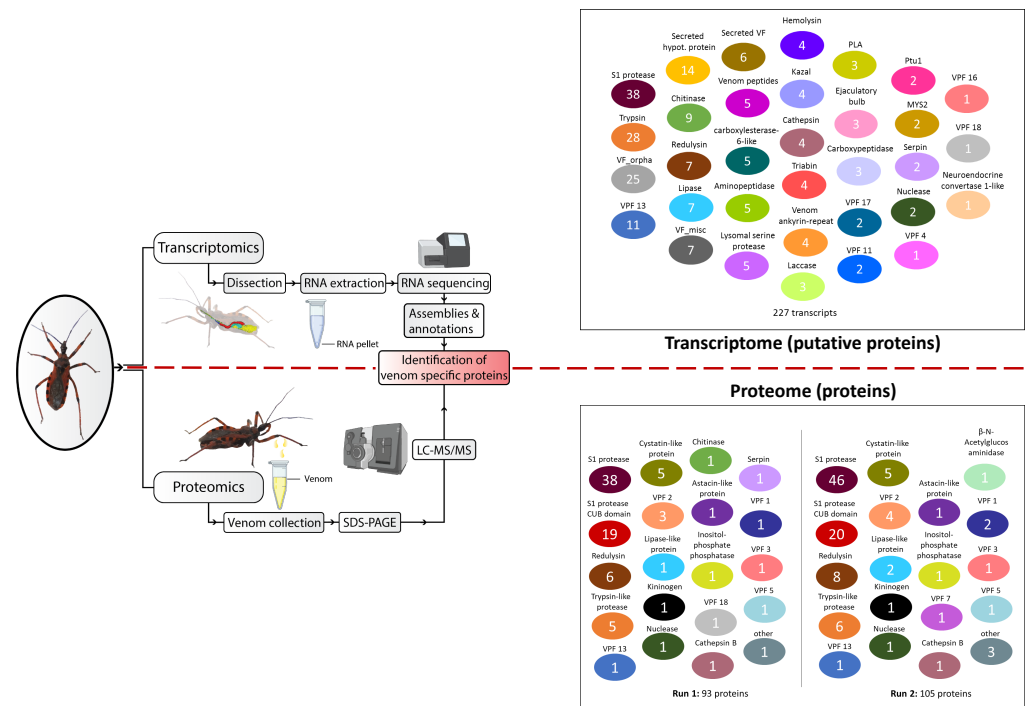 Transcriptomics
Dissection
RNA extraction
RNA sequencing
RNA pellet
Assemblies &
annotations
Identification of
venom specific proteins
Proteomics
Venom
Venom collection
SDS-PAGE
LC-MS/MS
S1 protease
38
Trypsin
28
VF_orpha
25
VPF 13
11
Secreted
hypot. protein
14
Chitinase
9
Redulysin
7
Lipase
7
VF_misc
7
Secreted VF
6
Venom peptides
5
carboxylesterase-
6-like
5
Aminopeptidase
5
Lysomal serine
protease
5
Hemolysin
4
Kazal
4
Cathepsin
4
Triabin
4
Venom
ankyrin-repeat
4
Laccase
3
PLA
3
Ejaculatory
bulb
3
Carboxypeptidase
3
VPF 17
2
VPF 11
2
Ptu1
2
MYS2
2
Serpin
2
Nuclease
2
VPF 4
1
VPF 16
1
VPF 18
1
Neuroendocrine
convertase 1-like
1
227 transcripts
Transcriptome (putative proteins)
Proteome (proteins)
S1 protease
38
S1 protease
CUB domain
19
Redulysin
6
Trypsin-like
protease
5
VPF 13
1
Cystatin-like
protein
5
VPF 2
3
Lipase-like
protein
1
Kininogen
1
Nuclease
1
Chitinase
1
Astacin-like
protein
1
Inositol-
phosphate
phosphatase
1
VPF 18
1
Cathepsin B
1
Serpin
1
VPF 1
1
VPF 3
1
VPF 5
1
other
1
Run 1: 93 proteins
S1 protease
46
S1 protease
CUB domain
20
Redulysin
8
Trypsin-like
protease
6
VPF 13
1
Cystatin-like
protein
5
VPF 2
4
Lipase-like
protein
2
Kininogen
1
Nuclease
1
Astacin-like
protein
1
Inositol-
phosphate
phosphatase
1
VPF 7
1
Cathepsin B
1
β-N-
Acetylglucos
aminidase
1
VPF 1
2
VPF 3
1
VPF 5
1
other
3
Run 2: 105 proteins